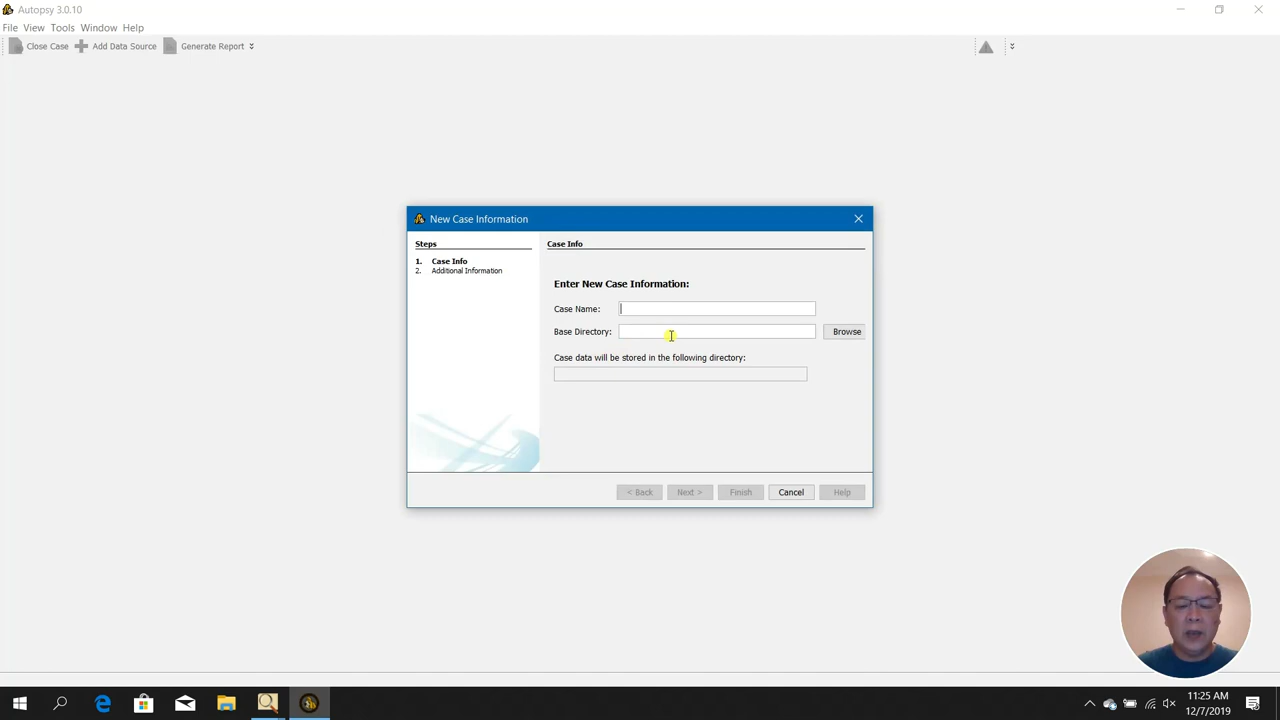 Autopsy 3.0.10
File View Tools Window Help
Close Case Add Data Source Generate Report
New Case Information
Steps
1. Case Info
2. Additional Information
Case Info
Enter New Case Information:
Case Name:
Base Directory:
Browse
Case data will be stored in the following directory:
< Back Next > Finish Cancel Help
11:25 AM
12/7/2019